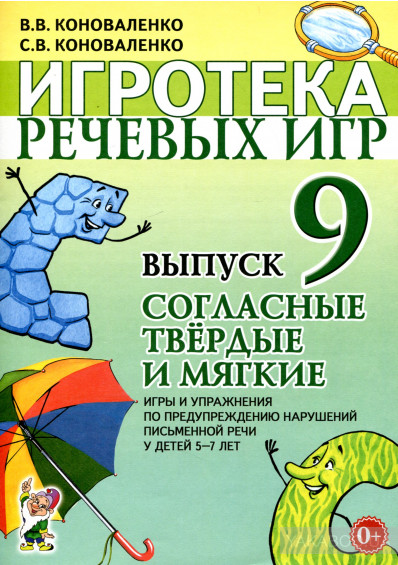 В.В. КОНОВАЛЕНКО
С.В. КОНОВАЛЕНКО
ИГРОТЕКА
РЕЧЕВЫХ ИГР
ВЫПУСК 9
СОГЛАСНЫЕ
ТВЁРДЫЕ
И МЯГКИЕ
ИГРЫ И УПРАЖНЕНИЯ
ПО ПРЕДУПРЕЖДЕНИЮ НАРУШЕНИЙ
ПИСЬМЕННОЙ РЕЧИ
У ДЕТЕЙ 5–7 ЛЕТ
0+